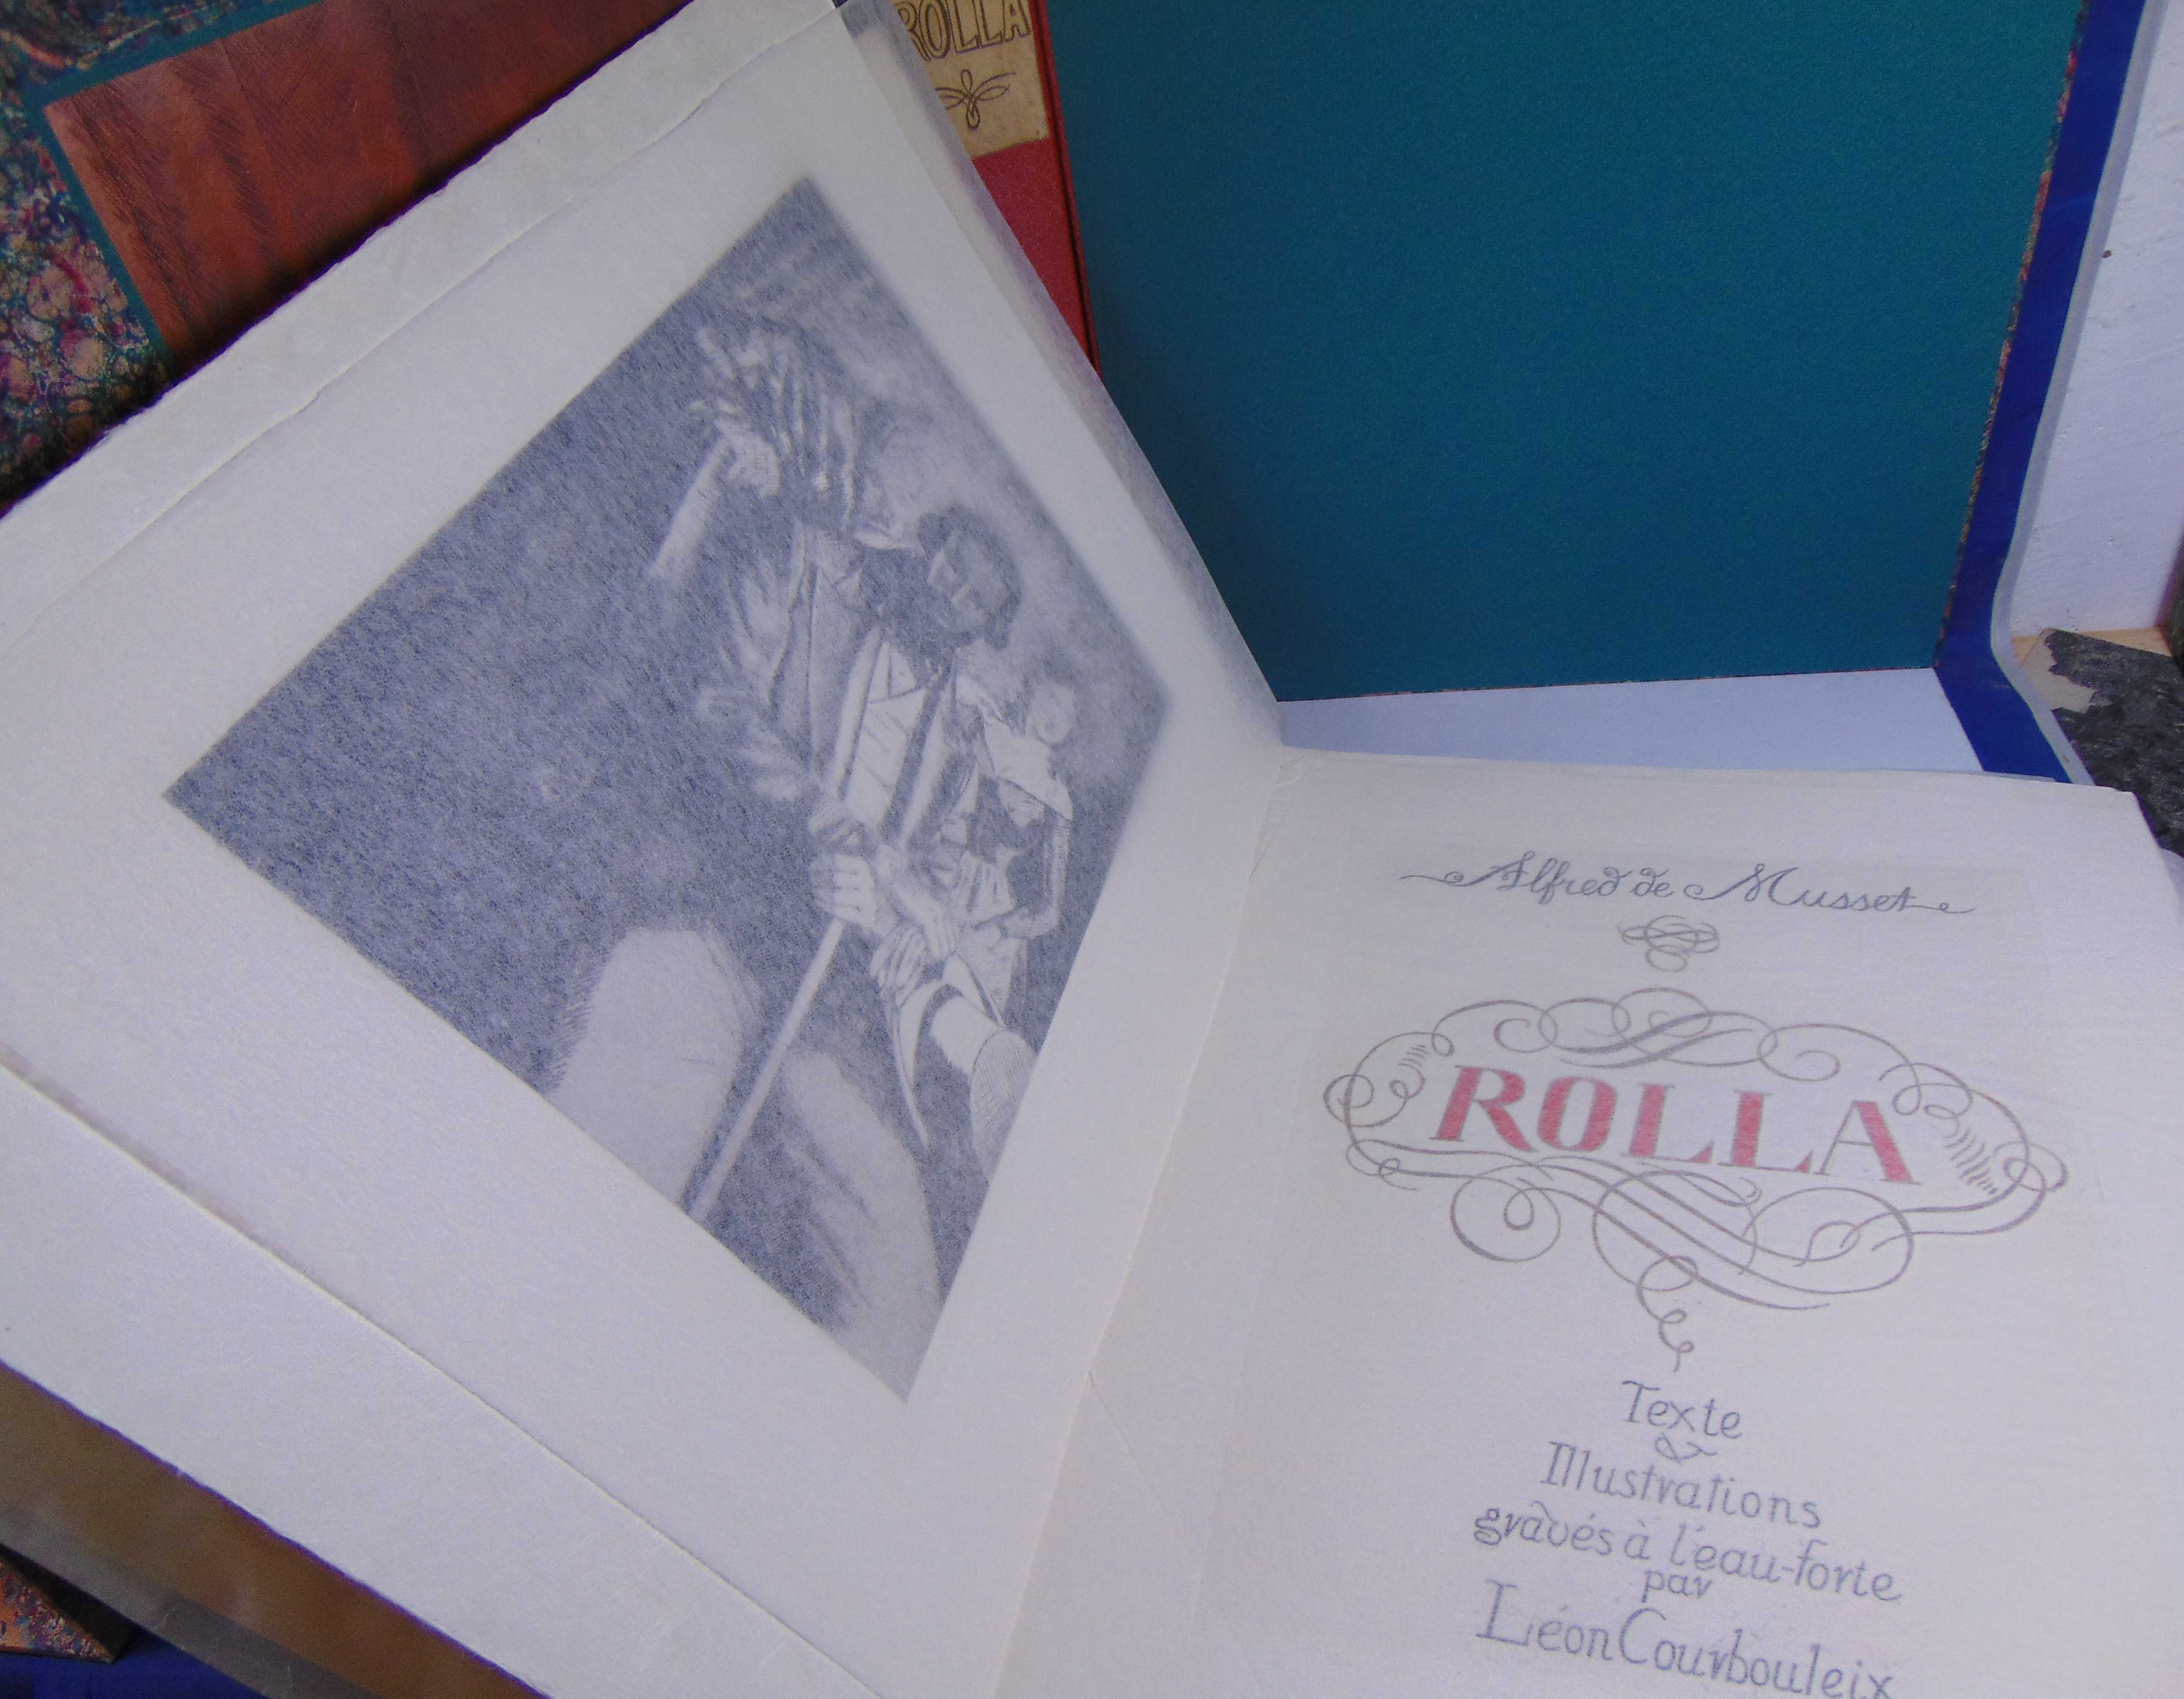 ROLLA
Alfred de Musset
ROLLA
Texte
&
Illustrations
gravés à l'eau-forte
par
Léon Courbouleix